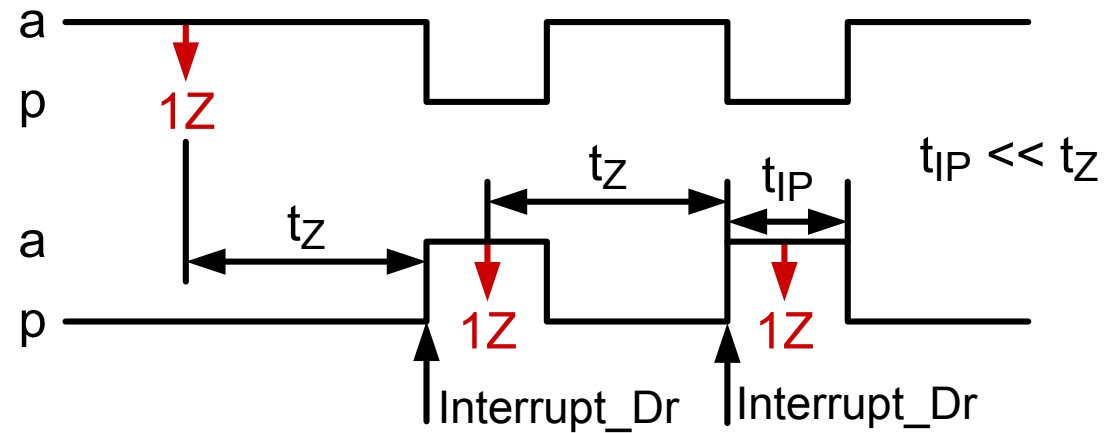 a
p
1Z
tZ
tIP
tIP << tZ
tZ
a
p
1Z
1Z
Interrupt_Dr
Interrupt_Dr